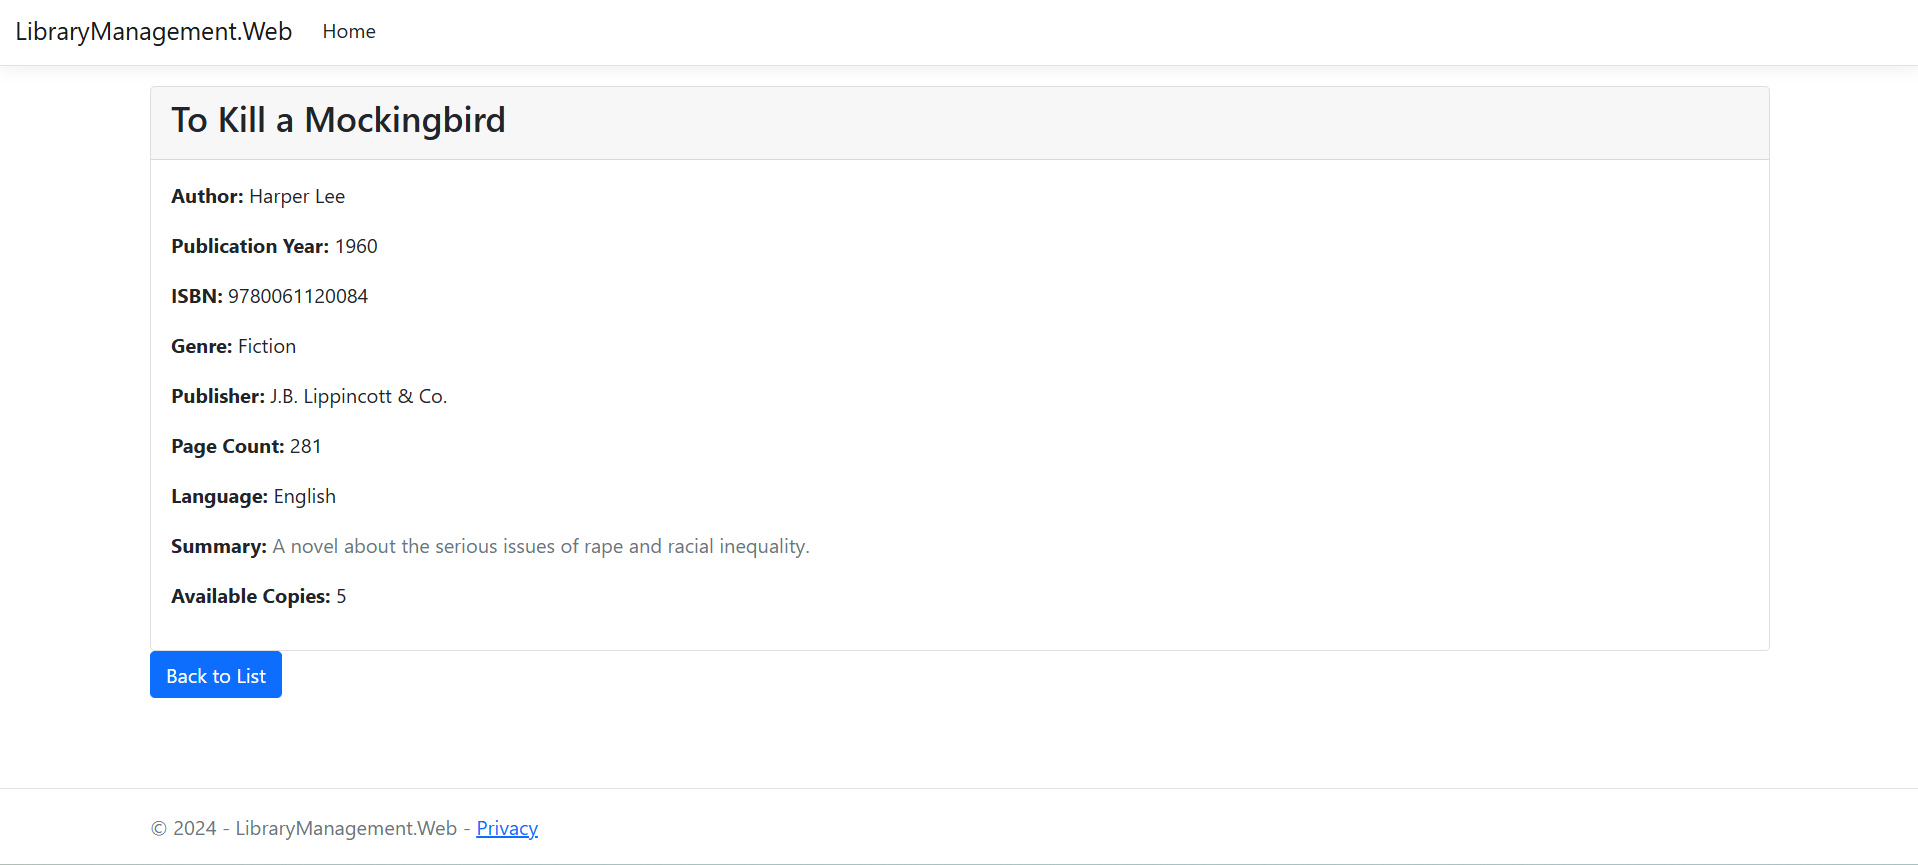 LibraryManagement.Web Home
To Kill a Mockingbird
Author: Harper Lee
Publication Year: 1960
ISBN: 9780061120084
Genre: Fiction
Publisher: J.B. Lippincott & Co.
Page Count: 281
Language: English
Summary: A novel about the serious issues of rape and racial inequality.
Available Copies: 5
Back to List
© 2024 - LibraryManagement.Web - Privacy